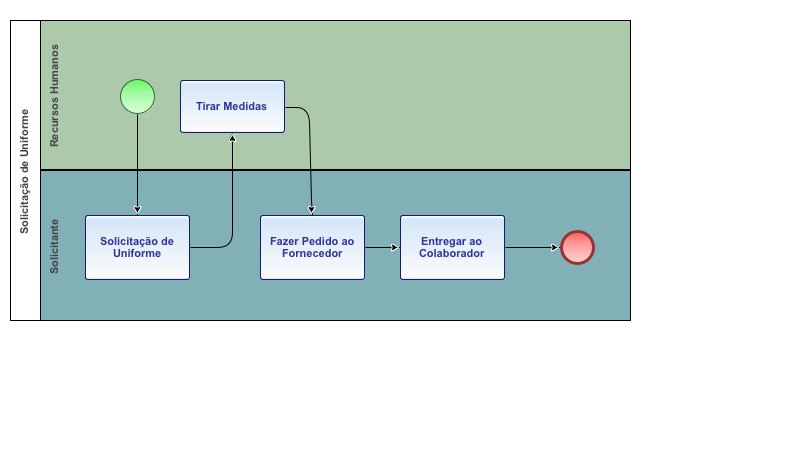 Solicitação de Uniforme
Recursos Humanos
Tirar Medidas
Solicitante
Solicitação de
Uniforme
Fazer Pedido ao
Fornecedor
Entregar ao
Colaborador